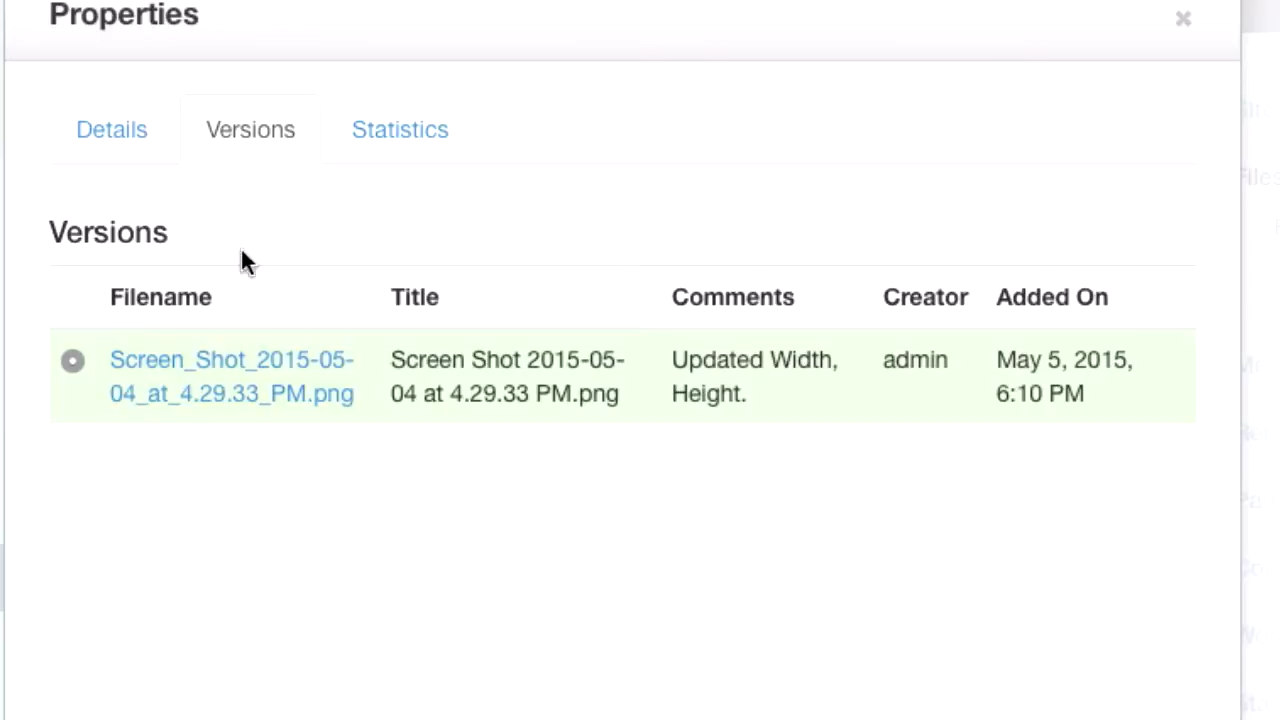 Properties
Details Versions Statistics
Versions
Filename Title Comments Creator Added On
Screen_Shot_2015-05- Screen Shot 2015-05- Updated Width, admin May 5, 2015,
04_at_4.29.33_PM.png 04 at 4.29.33 PM.png Height. 6:10 PM
Files